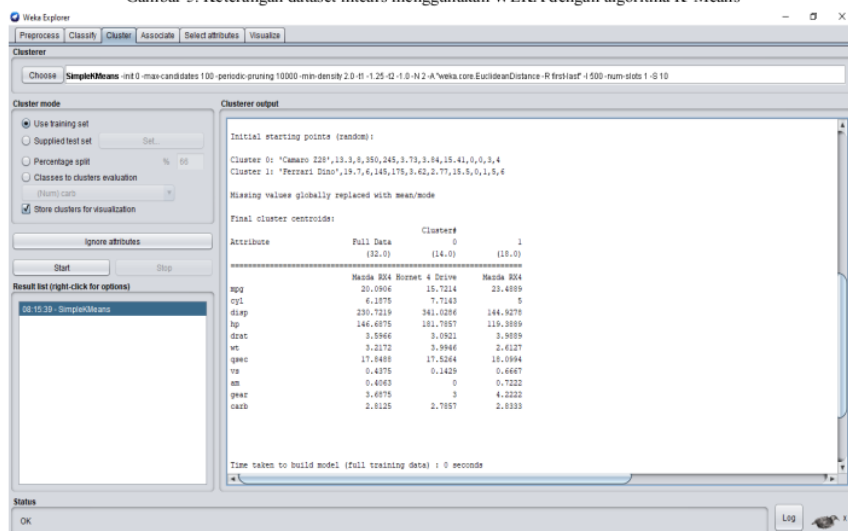 Gambar 3. Keterangan dataset mtcars menggunakan WEKA dengan algoritma K-Means
Weka Explorer
Preprocess Classify Cluster Associate Select attributes Visualize
Clusterer
Choose SimpleKMeans -init 0 -max-candidates 100 -periodic-pruning 10000 -min-density 2.0 -t1 -1.25 -t2 -1.0 -N 2 -A "weka.core.EuclideanDistance -R first-last" -I 500 -num-slots 1 -S 10
Cluster mode
Use training set
Supplied test set Set...
Percentage split % 66
Classes to clusters evaluation
(Num) carb
Store clusters for visualization
Ignore attributes
Start Stop
Result list (right-click for options)
08:15:39 - SimpleKMeans
Clusterer output
Initial starting points (random):
Cluster 0: 'Camaro Z28',13.3,8,350,245,3.73,3.84,15.41,0,0,3,4
Cluster 1: 'Ferrari Dino',19.7,6,145,175,3.62,2.77,15.5,0,1,5,6
Missing values globally replaced with mean/mode
Final cluster centroids:
Cluster#
Attribute Full Data 0 1
(32.0) (14.0) (18.0)
==================================================================
Mazda RX4 Hornet 4 Drive Mazda RX4
mpg 20.0906 15.7214 23.4889
cyl 6.1875 7.7143 5
disp 230.7219 341.0286 144.9278
hp 146.6875 181.7857 119.3889
drat 3.5966 3.0921 3.9889
wt 3.2172 3.9946 2.6127
qsec 17.8488 17.5264 18.0994
vs 0.4375 0.1429 0.6667
am 0.4063 0 0.7222
gear 3.6875 3 4.2222
carb 2.8125 2.7857 2.8333
Time taken to build model (full training data) : 0 seconds
Status
OK
Log
x